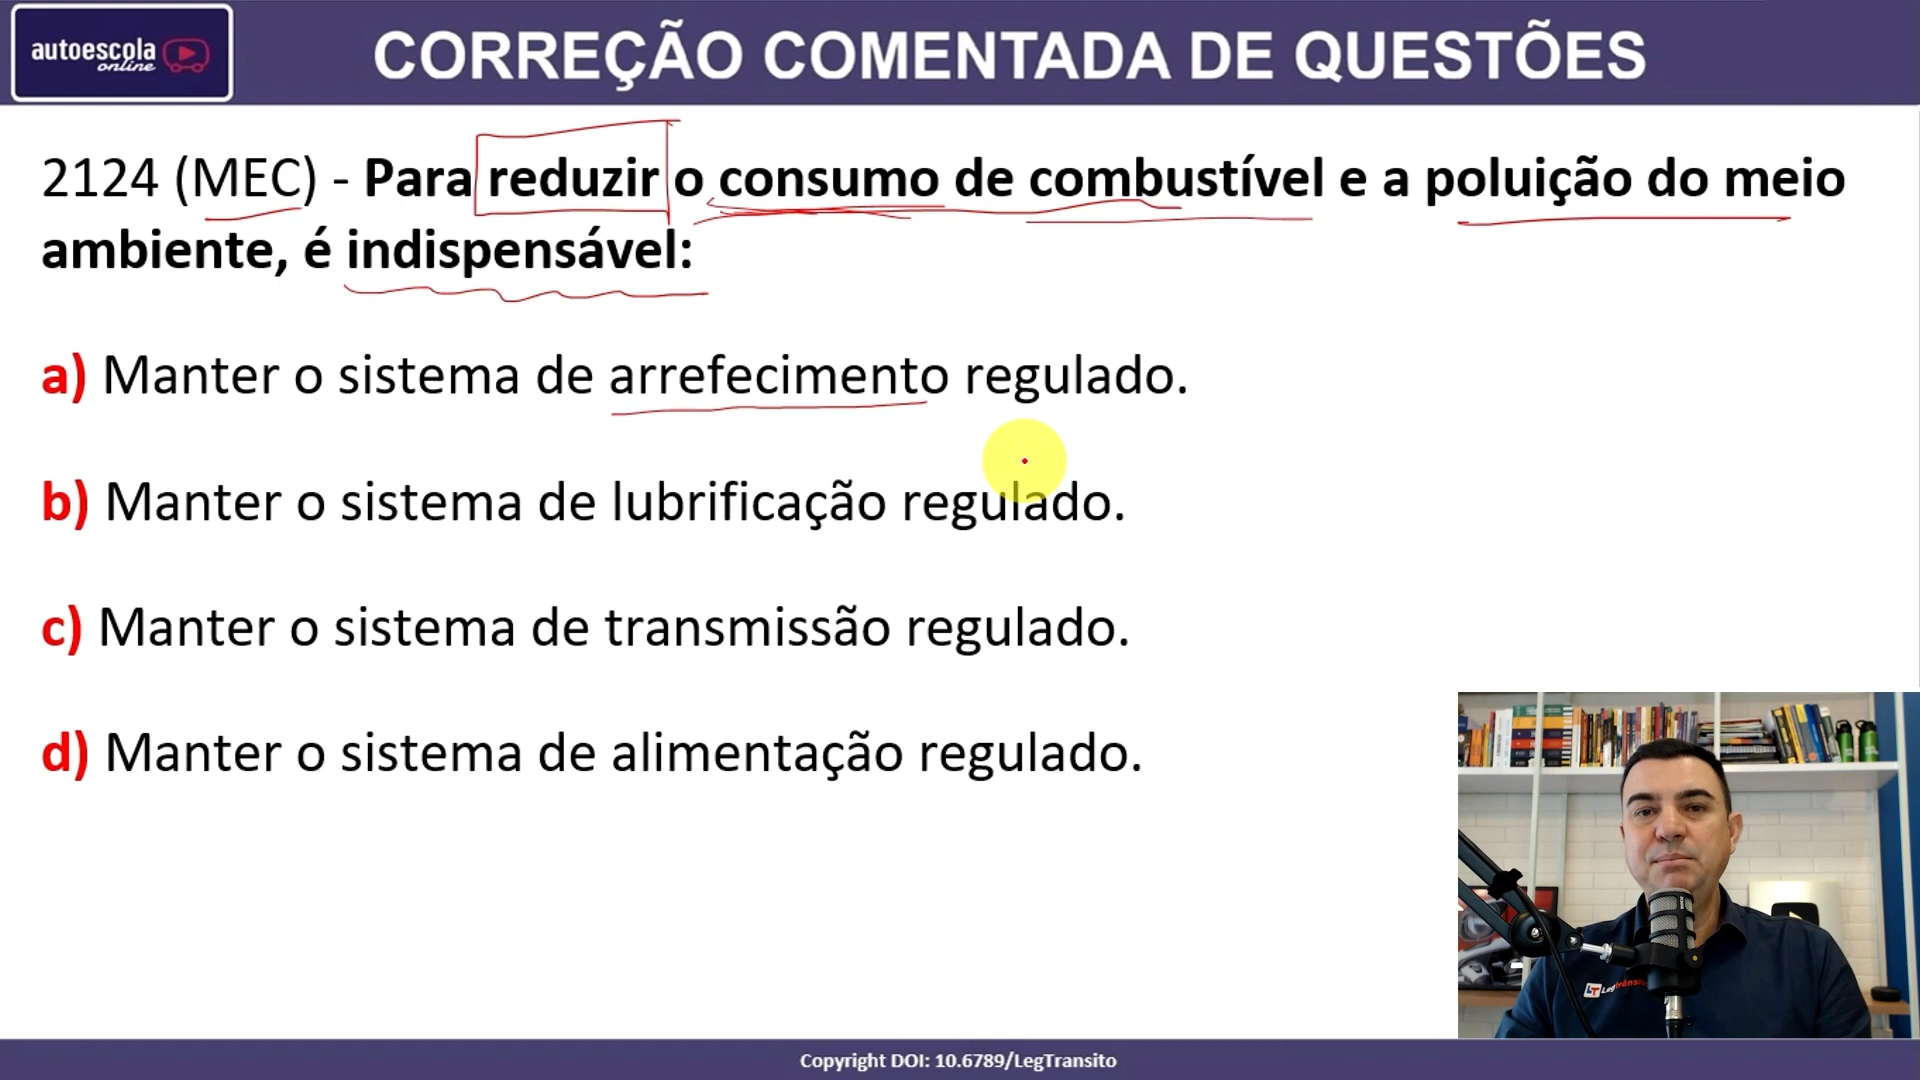 autoescola
online
CORREÇÃO COMENTADA DE QUESTÕES
2124 (MEC) - Para reduzir o consumo de combustível e a poluição do meio
ambiente, é indispensável:
a) Manter o sistema de arrefecimento regulado.
b) Manter o sistema de lubrificação regulado.
c) Manter o sistema de transmissão regulado.
d) Manter o sistema de alimentação regulado.
LT LegTrânsito
Copyright DOI: 10.6789/LegTransito